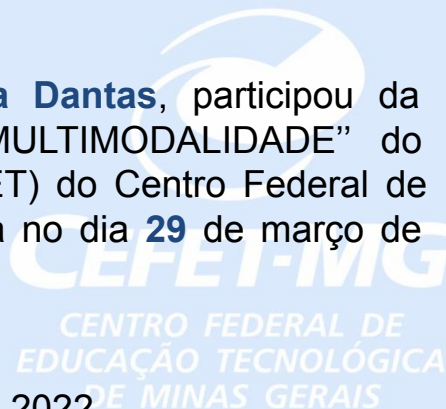 a Dantas, participou da
MULTIMODALIDADE” do
ET) do Centro Federal de
a no dia 29 de março de
CEFET-MG
CENTRO FEDERAL DE
EDUCAÇÃO TECNOLÓGICA
DE MINAS GERAIS
2022